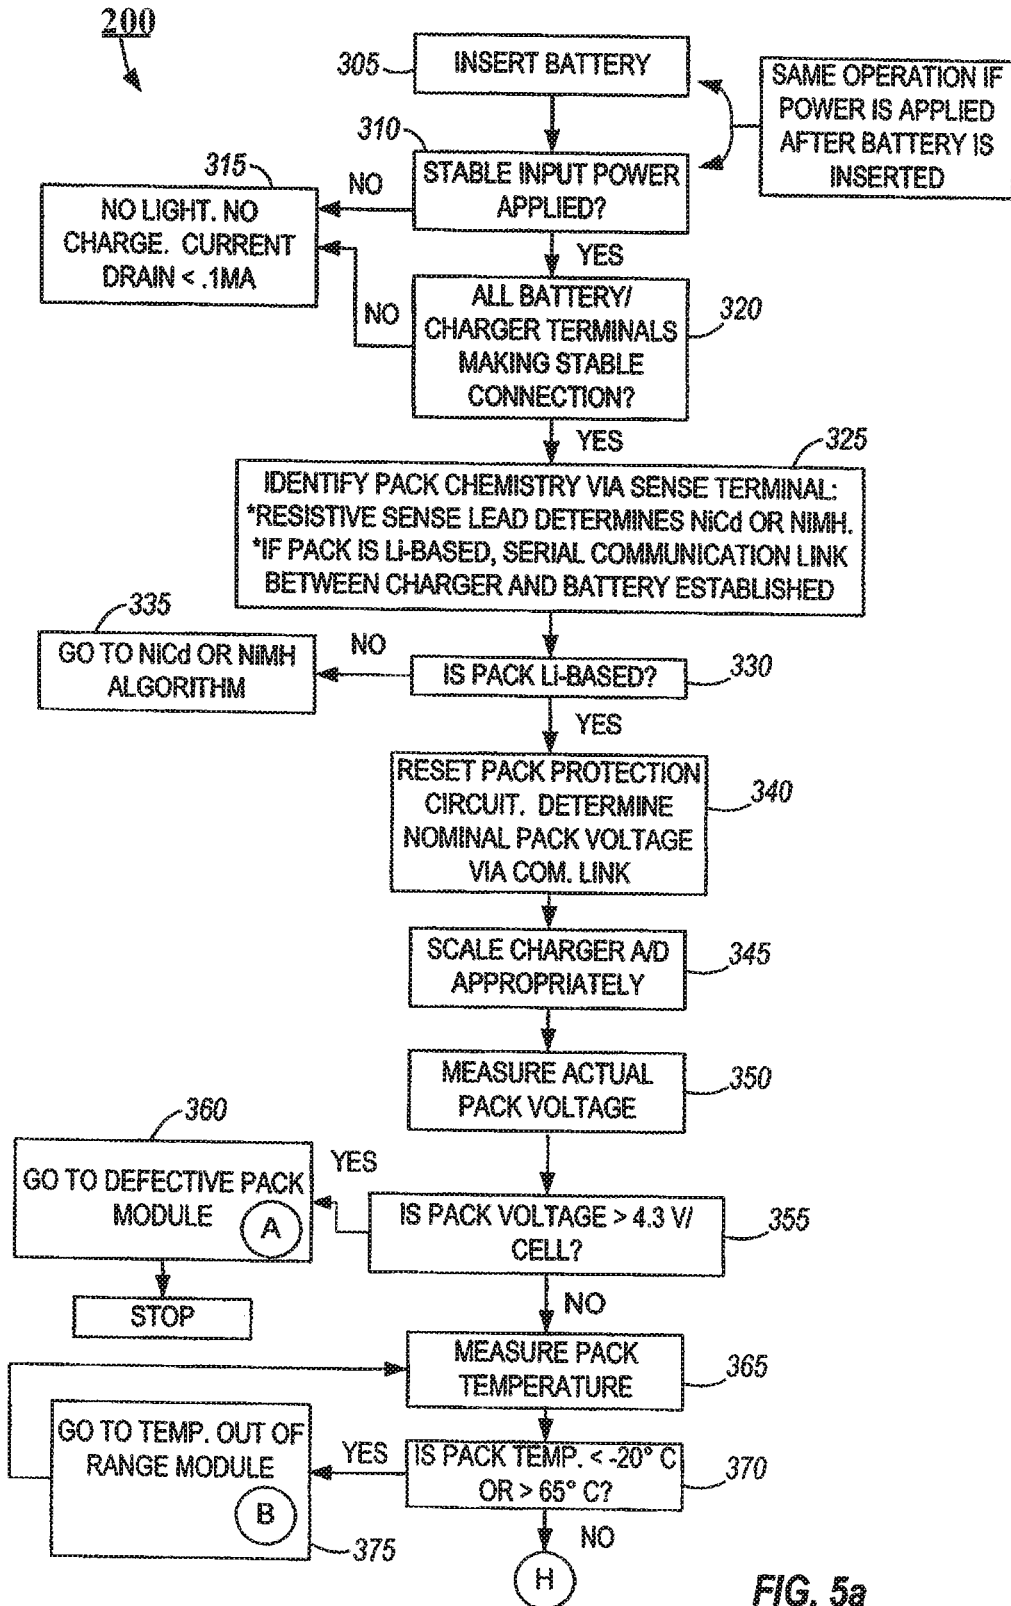 200
305
INSERT BATTERY
SAME OPERATION IF
POWER IS APPLIED
AFTER BATTERY IS
INSERTED
310
STABLE INPUT POWER
APPLIED?
NO
315
NO LIGHT. NO
CHARGE. CURRENT
DRAIN < .1MA
YES
ALL BATTERY/
CHARGER TERMINALS
MAKING STABLE
CONNECTION?
320
NO
YES
325
IDENTIFY PACK CHEMISTRY VIA SENSE TERMINAL:
*RESISTIVE SENSE LEAD DETERMINES NiCd OR NiMH.
*IF PACK IS Li-BASED, SERIAL COMMUNICATION LINK
BETWEEN CHARGER AND BATTERY ESTABLISHED
335
GO TO NiCd OR NiMH
ALGORITHM
NO
IS PACK Li-BASED?
330
YES
RESET PACK PROTECTION
CIRCUIT. DETERMINE
NOMINAL PACK VOLTAGE
VIA COM. LINK
340
SCALE CHARGER A/D
APPROPRIATELY
345
MEASURE ACTUAL
PACK VOLTAGE
350
360
GO TO DEFECTIVE PACK
MODULE
A
YES
IS PACK VOLTAGE > 4.3 V/
CELL?
355
STOP
NO
MEASURE PACK
TEMPERATURE
365
GO TO TEMP. OUT OF
RANGE MODULE
B
375
YES
IS PACK TEMP. < -20° C
OR > 65° C?
370
NO
H
FIG. 5a